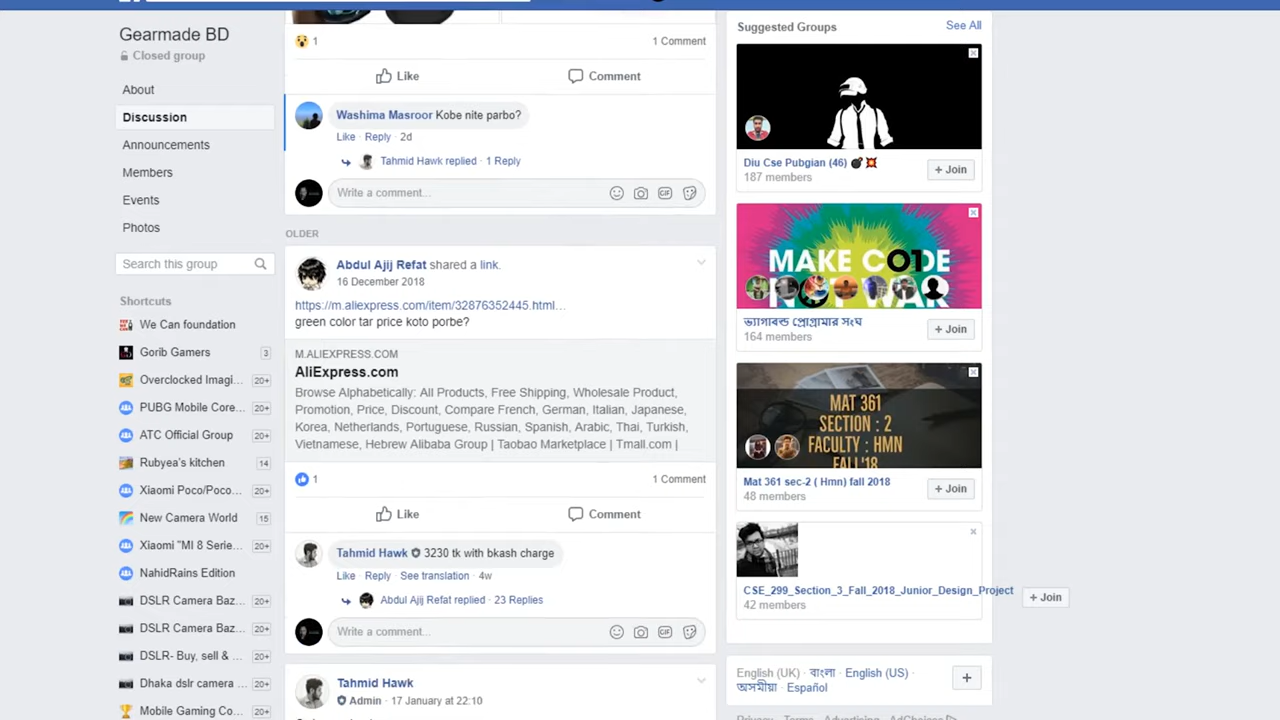 Gearmade BD
Closed group
About
Discussion
Announcements
Members
Events
Photos
Search this group
Shortcuts
We Can foundation
Gorib Gamers 3
Overclocked Imagi... 20+
PUBG Mobile Core... 20+
ATC Official Group 20+
Rubyea's kitchen 14
Xiaomi Poco/Poco... 20+
New Camera World 15
Xiaomi "MI 8 Serie... 20+
NahidRains Edition
DSLR Camera Baz... 20+
DSLR Camera Baz... 20+
DSLR- Buy, sell & ... 20+
Dhaka dslr camera ... 20+
Mobile Gaming Co... 20+
1 1 Comment
Like Comment
Washima Masroor Kobe nite parbo?
Like · Reply · 2d
Tahmid Hawk replied · 1 Reply
Write a comment... GIF
OLDER
Abdul Ajij Refat shared a link.
16 December 2018
https://m.aliexpress.com/item/32876352445.html...
green color tar price koto porbe?
M.ALIEXPRESS.COM
AliExpress.com
Browse Alphabetically: All Products, Free Shipping, Wholesale Product,
Promotion, Price, Discount, Compare French, German, Italian, Japanese,
Korea, Netherlands, Portuguese, Russian, Spanish, Arabic, Thai, Turkish,
Vietnamese, Hebrew Alibaba Group | Taobao Marketplace | Tmall.com |
1 1 Comment
Like Comment
Tahmid Hawk 3230 tk with bkash charge
Like · Reply · See translation · 4w
Abdul Ajij Refat replied · 23 Replies
Write a comment... GIF
Tahmid Hawk
Admin · 17 January at 22:10
Suggested Groups See All
Diu Cse Pubgian (46)
187 members
+ Join
MAKE CODE
NOT WAR
ভ্যাগাবন্ড প্রোগ্রামার সংঘ
164 members
+ Join
MAT 361
SECTION : 2
FACULTY : HMN
FALL'18
Mat 361 sec-2 ( Hmn) fall 2018
48 members
+ Join
CSE_299_Section_3_Fall_2018_Junior_Design_Project
42 members
+ Join
English (UK) · বাংলা · English (US) ·
অসমীয়া · Español
+
Privacy · Terms · Advertising · AdChoices